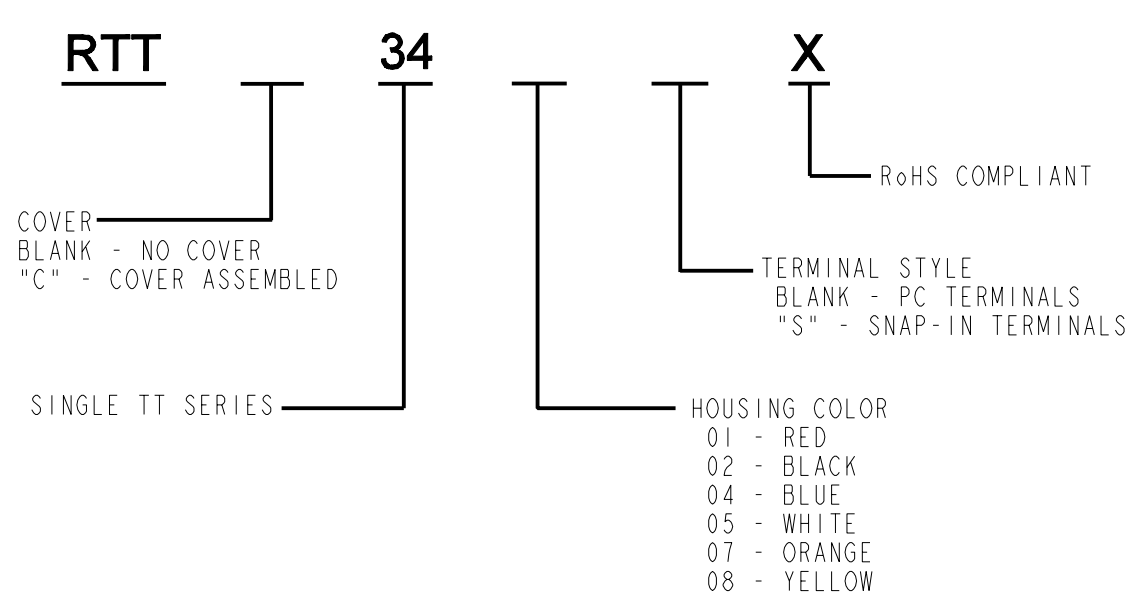 RTT 34 X
RoHS COMPLIANT
COVER
BLANK - NO COVER
"C" - COVER ASSEMBLED
TERMINAL STYLE
BLANK - PC TERMINALS
"S" - SNAP-IN TERMINALS
SINGLE TT SERIES
HOUSING COLOR
01 - RED
02 - BLACK
04 - BLUE
05 - WHITE
07 - ORANGE
08 - YELLOW